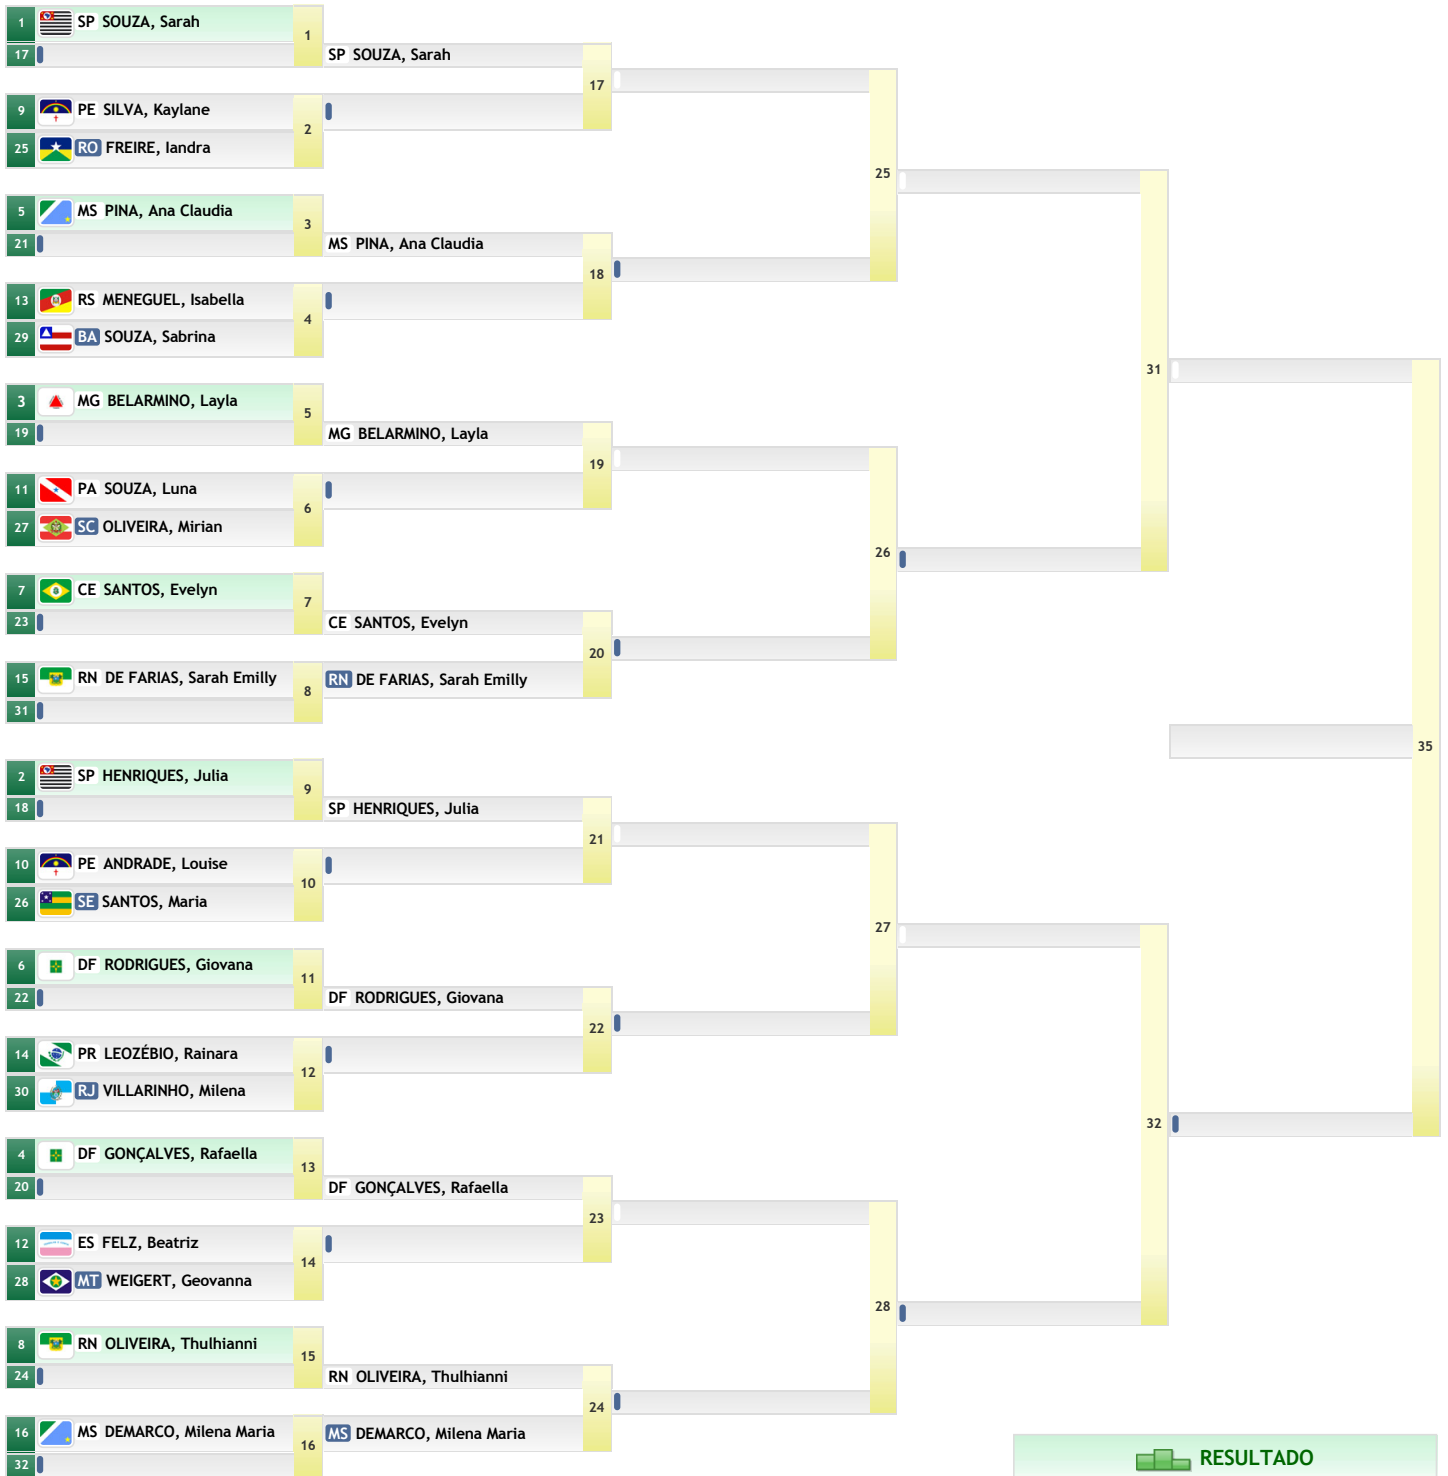 1 SP SOUZA, Sarah
1
17
SP SOUZA, Sarah
17
9 PE SILVA, Kaylane
2
25 RO FREIRE, Iandra
25
5 MS PINA, Ana Claudia
3
21
MS PINA, Ana Claudia
18
13 RS MENEGUEL, Isabella
4
29 BA SOUZA, Sabrina
31
3 MG BELARMINO, Layla
5
19
MG BELARMINO, Layla
19
11 PA SOUZA, Luna
6
27 SC OLIVEIRA, Mirian
26
7 CE SANTOS, Evelyn
7
23
CE SANTOS, Evelyn
20
15 RN DE FARIAS, Sarah Emilly
8
RN DE FARIAS, Sarah Emilly
31
35
2 SP HENRIQUES, Julia
9
18
SP HENRIQUES, Julia
21
10 PE ANDRADE, Louise
10
26 SE SANTOS, Maria
27
6 DF RODRIGUES, Giovana
11
22
DF RODRIGUES, Giovana
22
14 PR LEOZÉBIO, Rainara
12
30 RJ VILLARINHO, Milena
32
4 DF GONÇALVES, Rafaella
13
20
DF GONÇALVES, Rafaella
23
12 ES FELZ, Beatriz
14
28 MT WEIGERT, Geovanna
28
8 RN OLIVEIRA, Thulhianni
15
24
RN OLIVEIRA, Thulhianni
24
16 MS DEMARCO, Milena Maria
16
MS DEMARCO, Milena Maria
32
RESULTADO